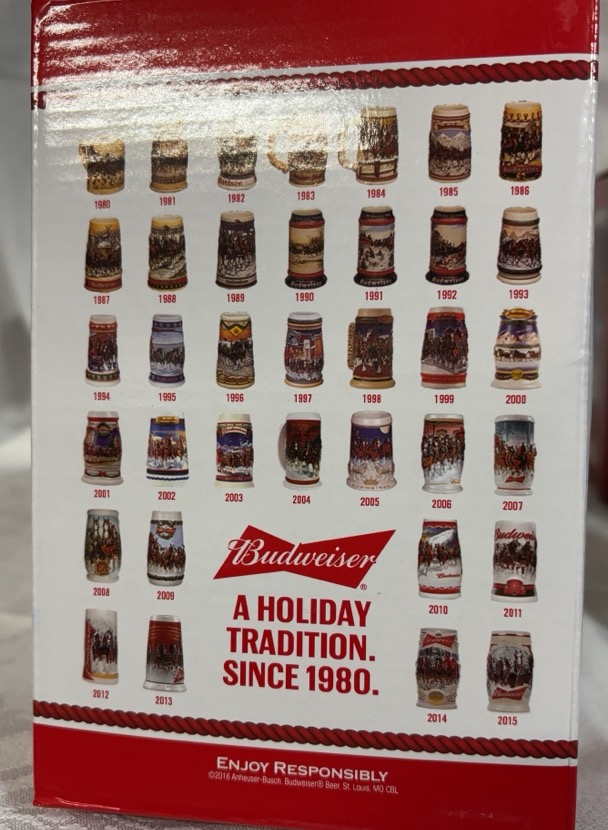 1980 1981 1982 1983 1984 1985 1986
1987 1988 1989 1990 1991 1992 1993
1994 1995 1996 1997 1998 1999 2000
2001 2002 2003 2004 2005 2006 2007
2008 2009 2010 2011
Budweiser®
A HOLIDAY
TRADITION.
SINCE 1980.
2012 2013 2014 2015
ENJOY RESPONSIBLY
©2016 Anheuser-Busch. Budweiser® Beer, St. Louis, MO CBL